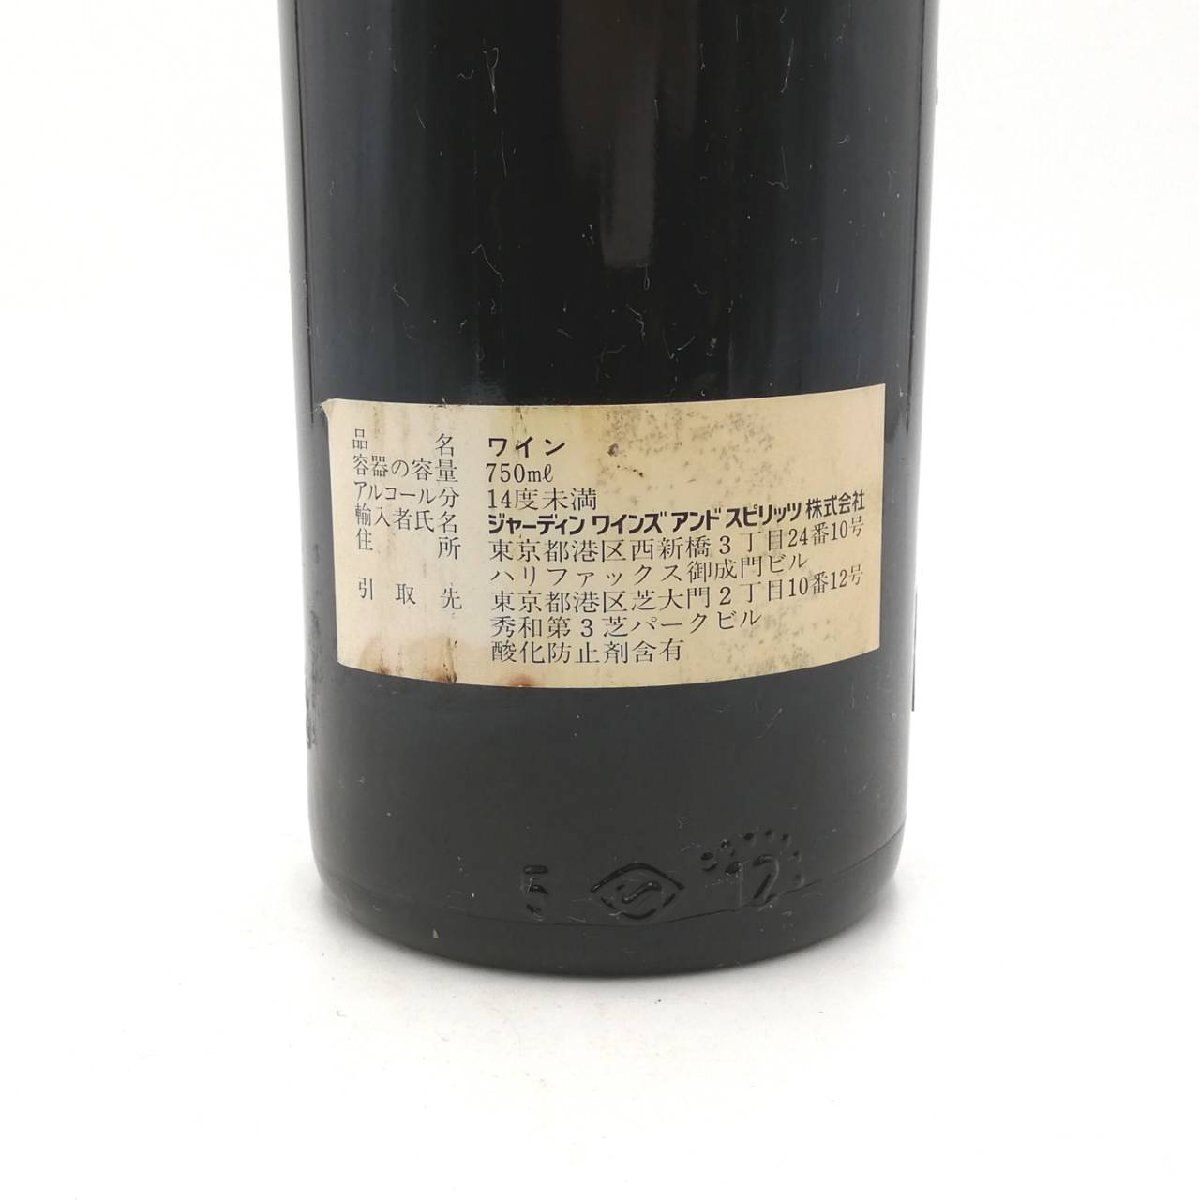 品名 ワイン
容器の容量 750mℓ
アルコール分 14度未満
輸入者氏名 ジャーディン ワインズ アンド スピリッツ 株式会社
住所 東京都港区西新橋3丁目24番10号
ハリファックス御成門ビル
引取先 東京都港区芝大門2丁目10番12号
秀和第3芝パークビル
酸化防止剤含有
12